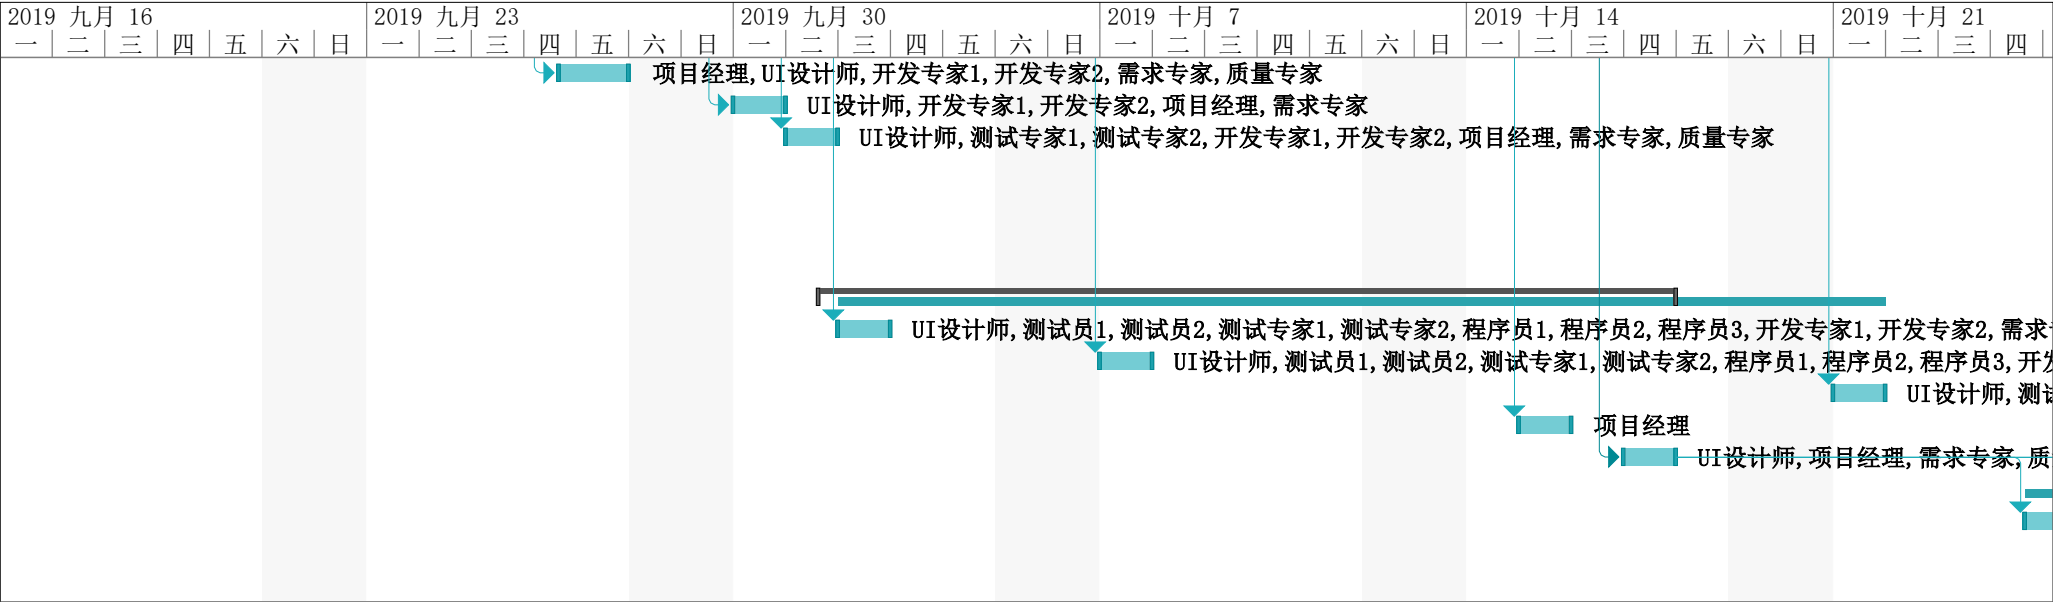 2019 九月 16 2019 九月 23 2019 九月 30 2019 十月 7 2019 十月 14 2019 十月 21
一 二 三 四 五 六 日 一 二 三 四 五 六 日 一 二 三 四 五 六 日 一 二 三 四 五 六 日 一 二 三 四 五 六 日 一 二 三 四
项目经理,UI设计师,开发专家1,开发专家2,需求专家,质量专家
UI设计师,开发专家1,开发专家2,项目经理,需求专家
UI设计师,测试专家1,测试专家2,开发专家1,开发专家2,项目经理,需求专家,质量专家
UI设计师,测试员1,测试员2,测试专家1,测试专家2,程序员1,程序员2,程序员3,开发专家1,开发专家2,需求
UI设计师,测试员1,测试员2,测试专家1,测试专家2,程序员1,程序员2,程序员3,开发
UI设计师,测试
项目经理
UI设计师,项目经理,需求专家,质